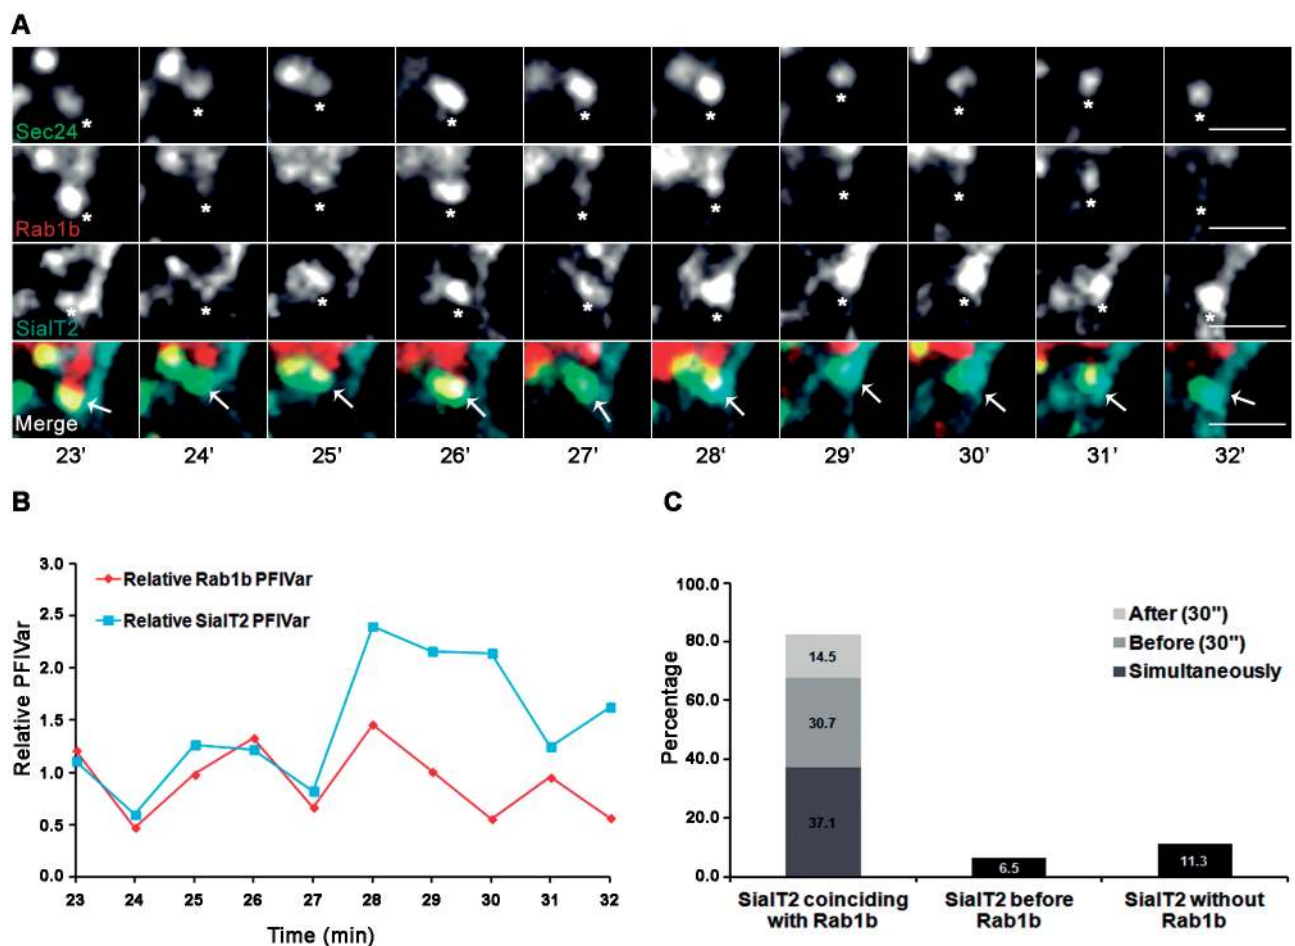 A
Sec24
Rab1b
SialT2
Merge
23' 24' 25' 26' 27' 28' 29' 30' 31' 32'
B
3.0
2.5
2.0
1.5
1.0
0.5
0.0
Relative PFIVar
Relative Rab1b PFIVar
Relative SialT2 PFIVar
23 24 25 26 27 28 29 30 31 32
Time (min)
C
100.0
80.0
60.0
40.0
20.0
0.0
Percentage
After (30")
Before (30")
Simultaneously
14.5
30.7
37.1
6.5
11.3
SialT2 coinciding
with Rab1b
SialT2 before
Rab1b
SialT2 without
Rab1b